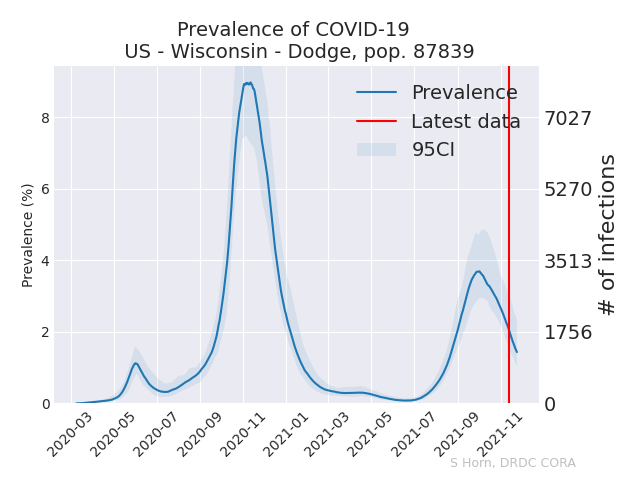 Prevalence of COVID-19
US - Wisconsin - Dodge, pop. 87839
Prevalence
Latest data
95CI
Prevalence (%)
8
6
4
2
0
7027
5270
3513
1756
0
# of infections
2020-03
2020-05
2020-07
2020-09
2020-11
2021-01
2021-03
2021-05
2021-07
2021-09
2021-11
S Horn, DRDC CORA